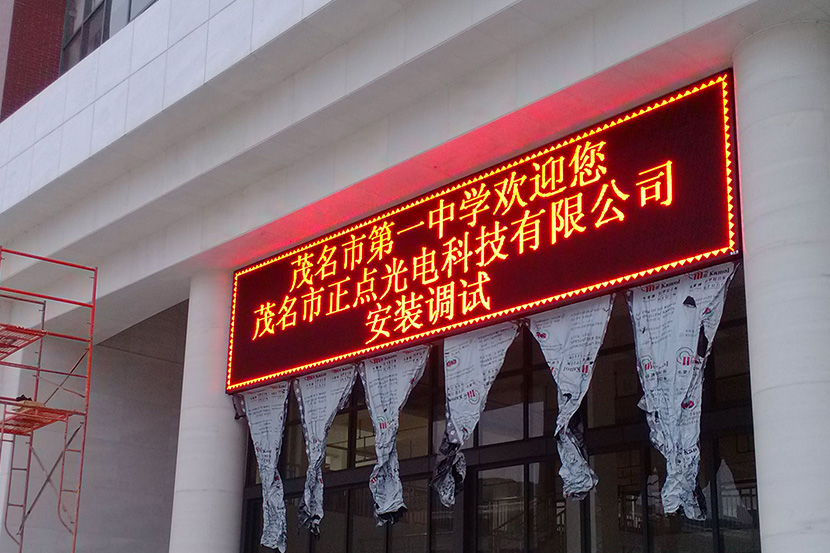 茂名市第一中学欢迎您
茂名市正点光电科技有限公司
安装调试